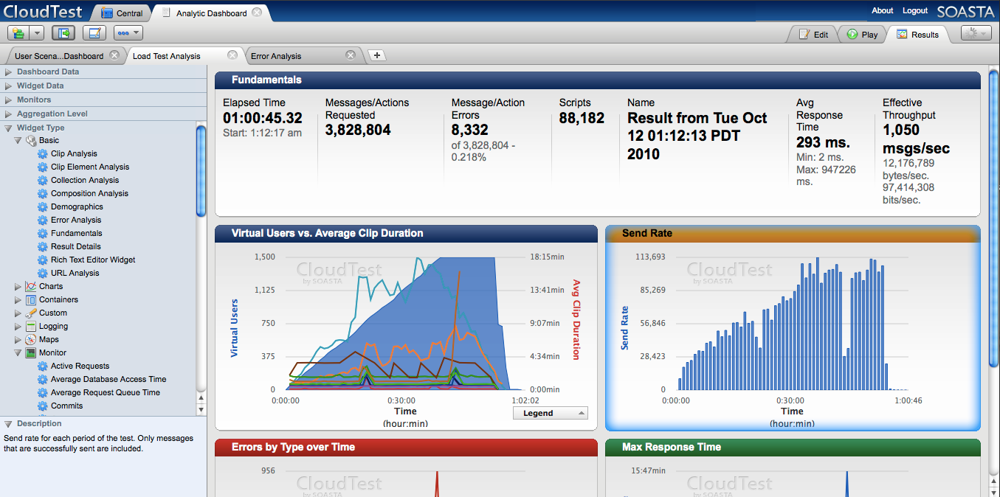 CloudTest
Central
Analytic Dashboard
About
Logout
SOASTA
Edit
Play
Results
User Scena...Dashboard
Load Test Analysis
Error Analysis
Dashboard Data
Widget Data
Monitors
Aggregation Level
Widget Type
Basic
Clip Analysis
Clip Element Analysis
Collection Analysis
Composition Analysis
Demographics
Error Analysis
Fundamentals
Result Details
Rich Text Editor Widget
URL Analysis
Charts
Containers
Custom
Logging
Maps
Monitor
Active Requests
Average Database Access Time
Average Request Queue Time
Commits
Description
Send rate for each period of the test. Only messages
that are successfully sent are included.
Fundamentals
Elapsed Time
01:00:45.32
Start: 1:12:17 am
Messages/Actions
Requested
3,828,804
Message/Action
Errors
8,332
of 3,828,804 -
0.218%
Scripts
88,182
Name
Result from Tue Oct
12 01:12:13 PDT
2010
Avg
Response
Time
293 ms.
Min: 2 ms.
Max: 947226
ms.
Effective
Throughput
1,050
msgs/sec
12,176,789
bytes/sec.
97,414,308
bits/sec.
Virtual Users vs. Average Clip Duration
CloudTest
by SOASTA
Virtual Users
1,500
1,125
750
375
0
18:15min
13:41min
9:07min
4:34min
0:00min
Avg Clip Duration
0:00:00
0:30:00
1:02:02
Time
(hour:min)
Legend
Send Rate
CloudTest
by SOASTA
Send Rate
113,693
85,269
56,846
28,423
0
0:00:00
0:30:00
1:00:46
Time
(hour:min)
Errors by Type over Time
956
CloudTest
by SOASTA
Max Response Time
15:47min
CloudTest
by SOASTA